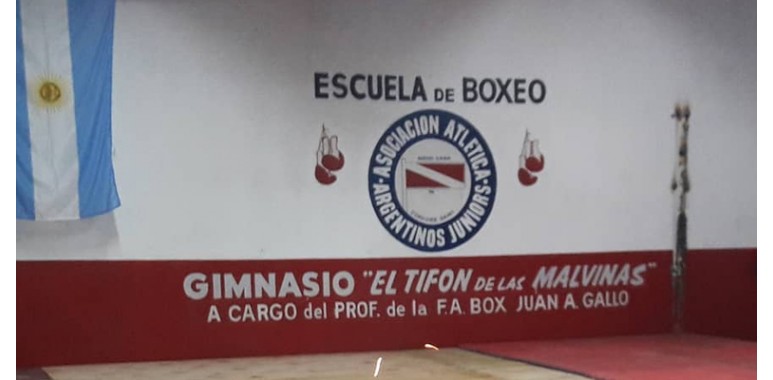 ESCUELA DE BOXEO
ASOCIACION ATLETICA
ARGENTINOS JUNIORS
GIMNASIO "EL TIFON DE LAS MALVINAS"
A CARGO del PROF. de la F.A. BOX JUAN A. GALLO